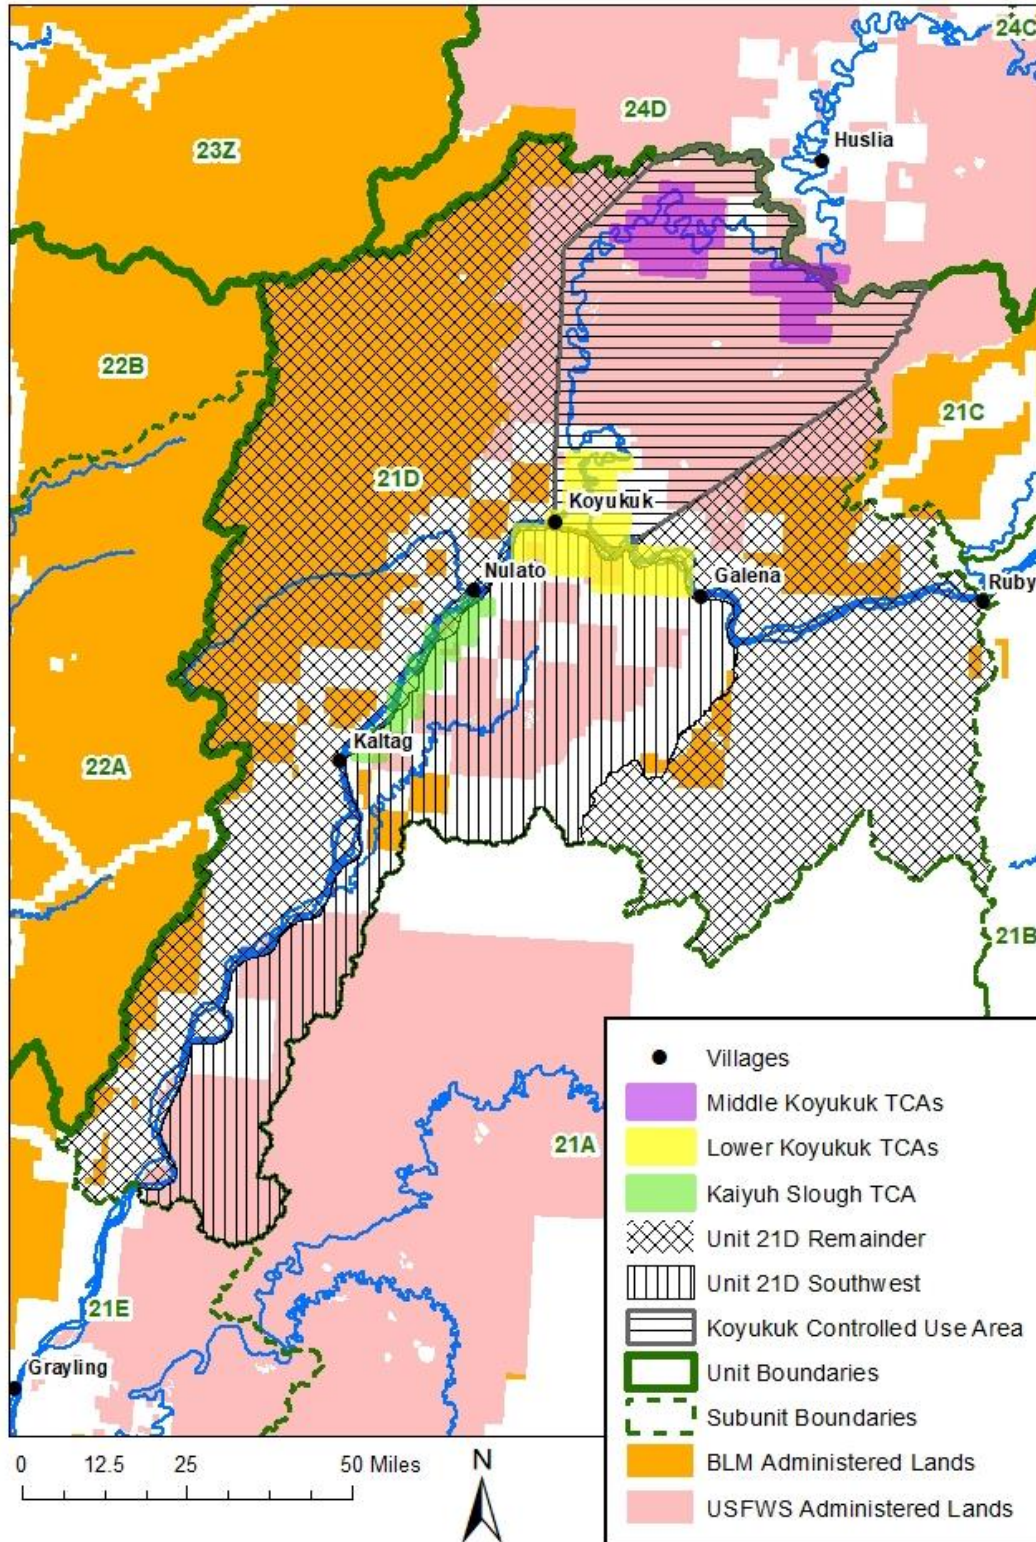 24C
24D
Huslia
23Z
22B
21C
21D
Koyukuk
Nulato
Galena
Ruby
Kaltag
22A
21B
21A
21E
Grayling
Villages
Middle Koyukuk TCAs
Lower Koyukuk TCAs
Kaiyuh Slough TCA
Unit 21D Remainder
Unit 21D Southwest
Koyukuk Controlled Use Area
Unit Boundaries
Subunit Boundaries
BLM Administered Lands
USFWS Administered Lands
0 12.5 25 50 Miles
N